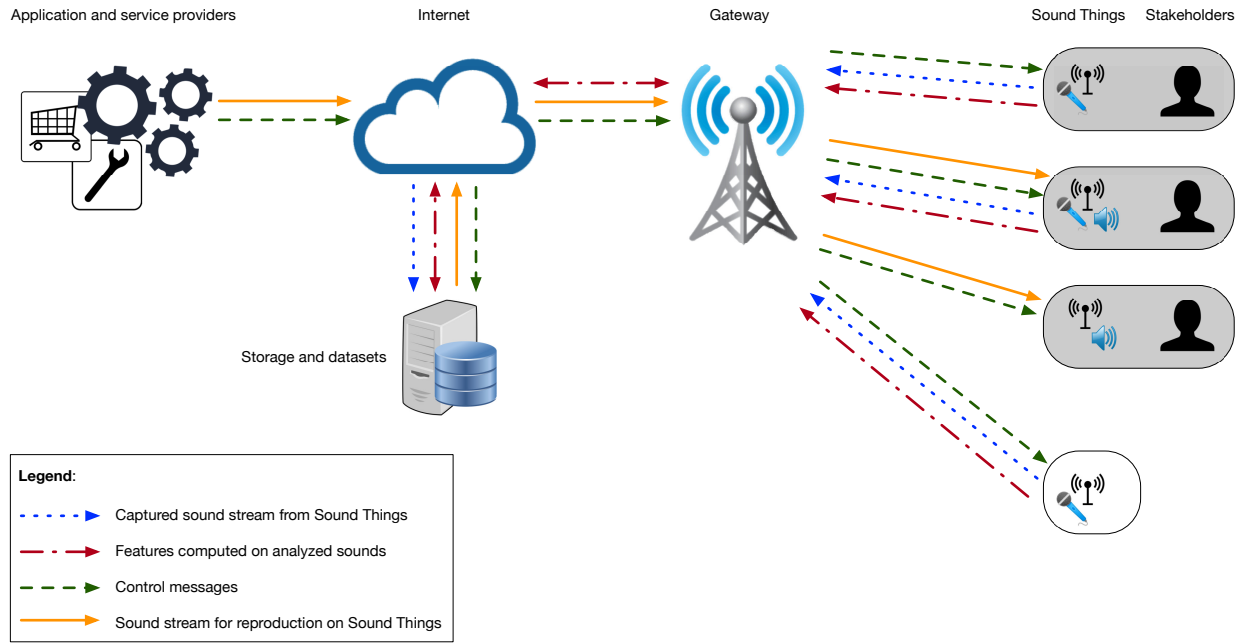 Application and service providers
Internet
Gateway
Sound Things
Stakeholders
Storage and datasets
Legend:
Captured sound stream from Sound Things
Features computed on analyzed sounds
Control messages
Sound stream for reproduction on Sound Things